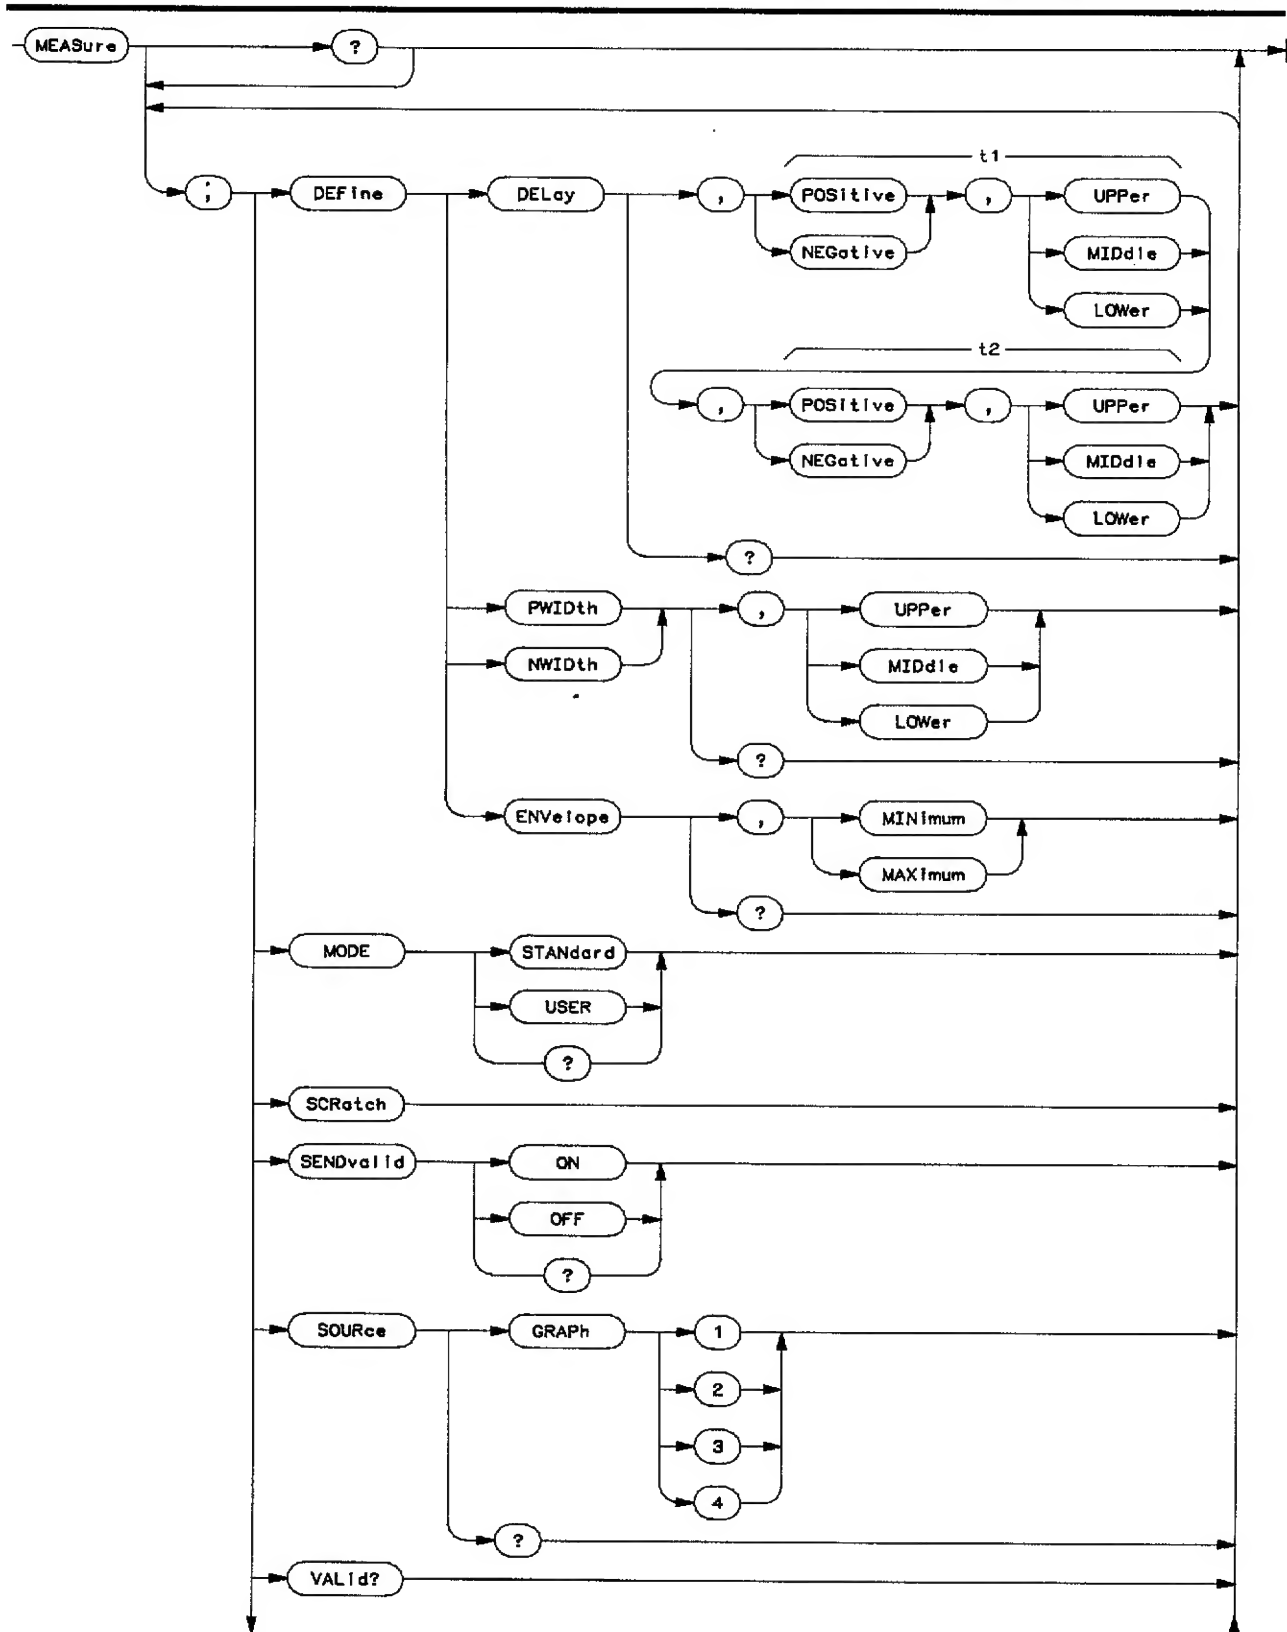 MEASure ?
t1
; DEFine DELay , POSitive , UPPer
NEGative MIDdle
LOWer
t2
, POSitive , UPPer
NEGative MIDdle
LOWer
?
PWIDth , UPPer
NWIDth MIDdle
LOWer
?
ENVelope , MINimum
MAXimum
?
MODE STANdard
USER
?
SCRatch
SENDvalid ON
OFF
?
SOURce GRAPh 1
2
3
4
?
VALid?